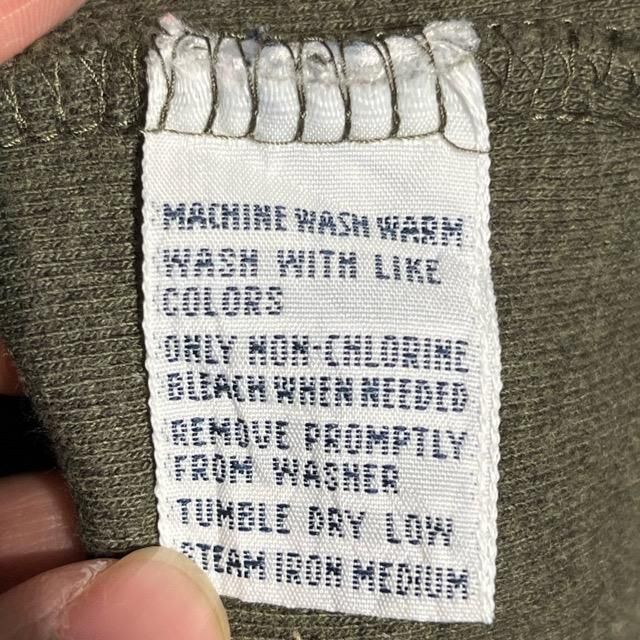 MACHINE WASH WARM
WASH WITH LIKE
COLORS
ONLY NON-CHLORINE
BLEACH WHEN NEEDED
REMOVE PROMPTLY
FROM WASHER
TUMBLE DRY LOW
STEAM IRON MEDIUM